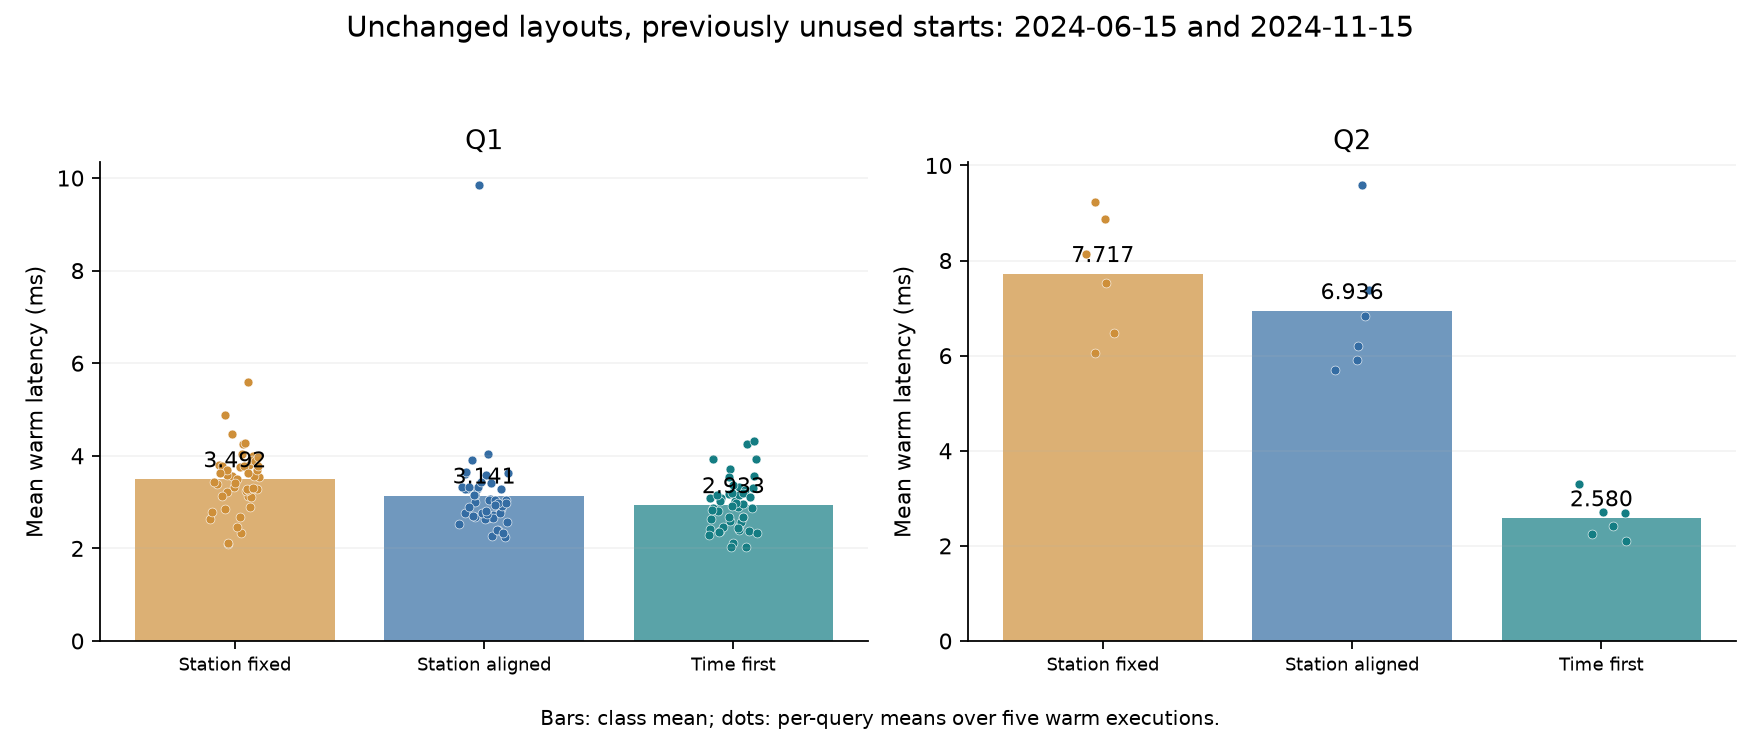 Unchanged layouts, previously unused starts: 2024-06-15 and 2024-11-15
Q1
Mean warm latency (ms)
10
8
6
4
2
0
3.492
3.141
2.933
Station fixed
Station aligned
Time first
Q2
Mean warm latency (ms)
10
8
6
4
2
0
7.717
6.936
2.580
Station fixed
Station aligned
Time first
Bars: class mean; dots: per-query means over five warm executions.